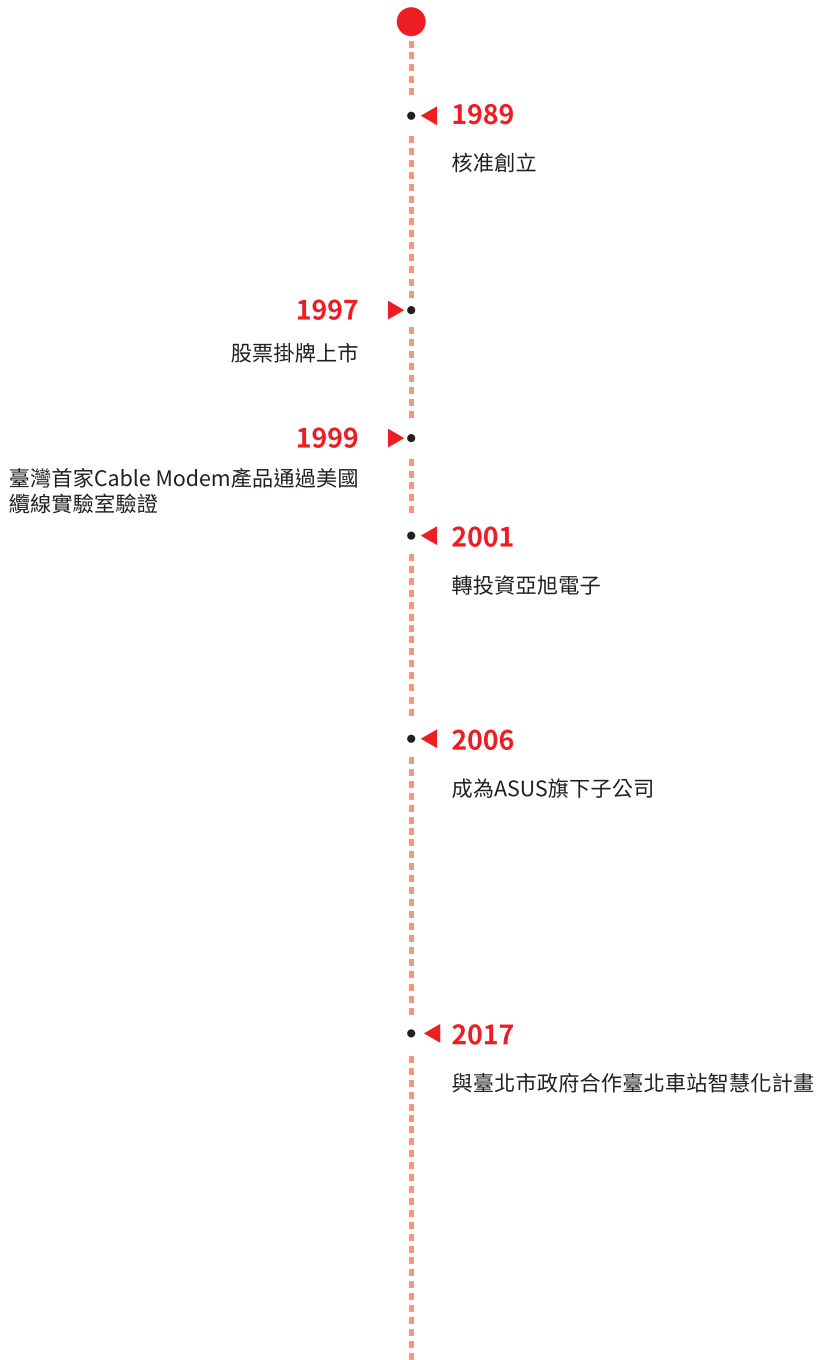 1989
核准創立
1997
股票掛牌上市
1999
臺灣首家Cable Modem產品通過美國
纜線實驗室驗證
2001
轉投資亞旭電子
2006
成為ASUS旗下子公司
2017
與臺北市政府合作臺北車站智慧化計畫